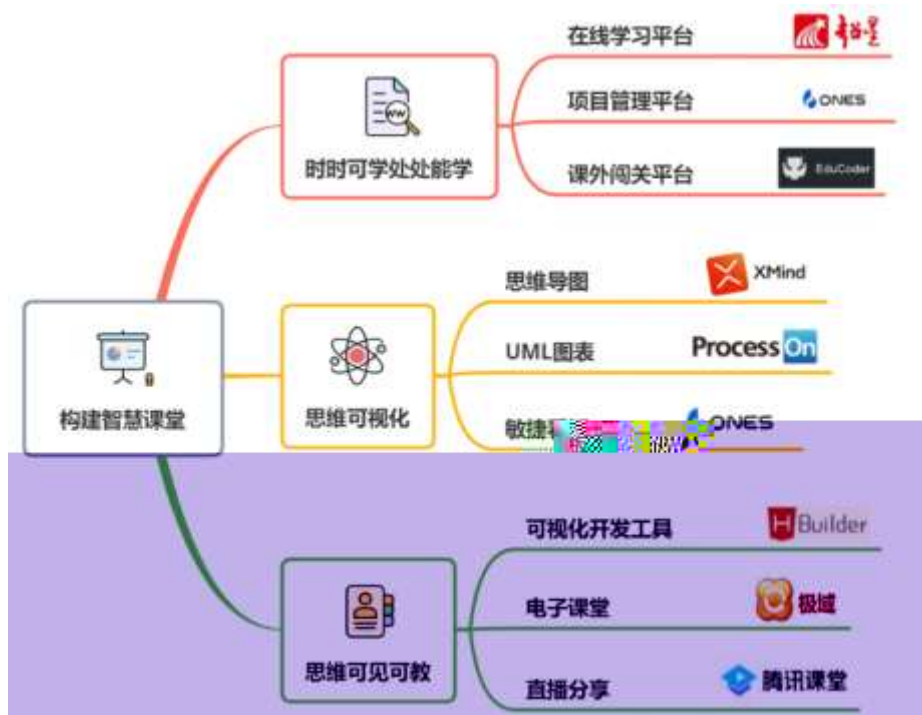 在线学习平台
项目管理平台
ONES
课外闯关平台
EduCoder
时时可学处处能学
思维导图
XMind
UML图表
ProcessOn
敏捷
ONES
构建智慧课堂
思维可视化
可视化开发工具
HBuilder
电子课堂
极域
直播分享
腾讯课堂
思维可见可教